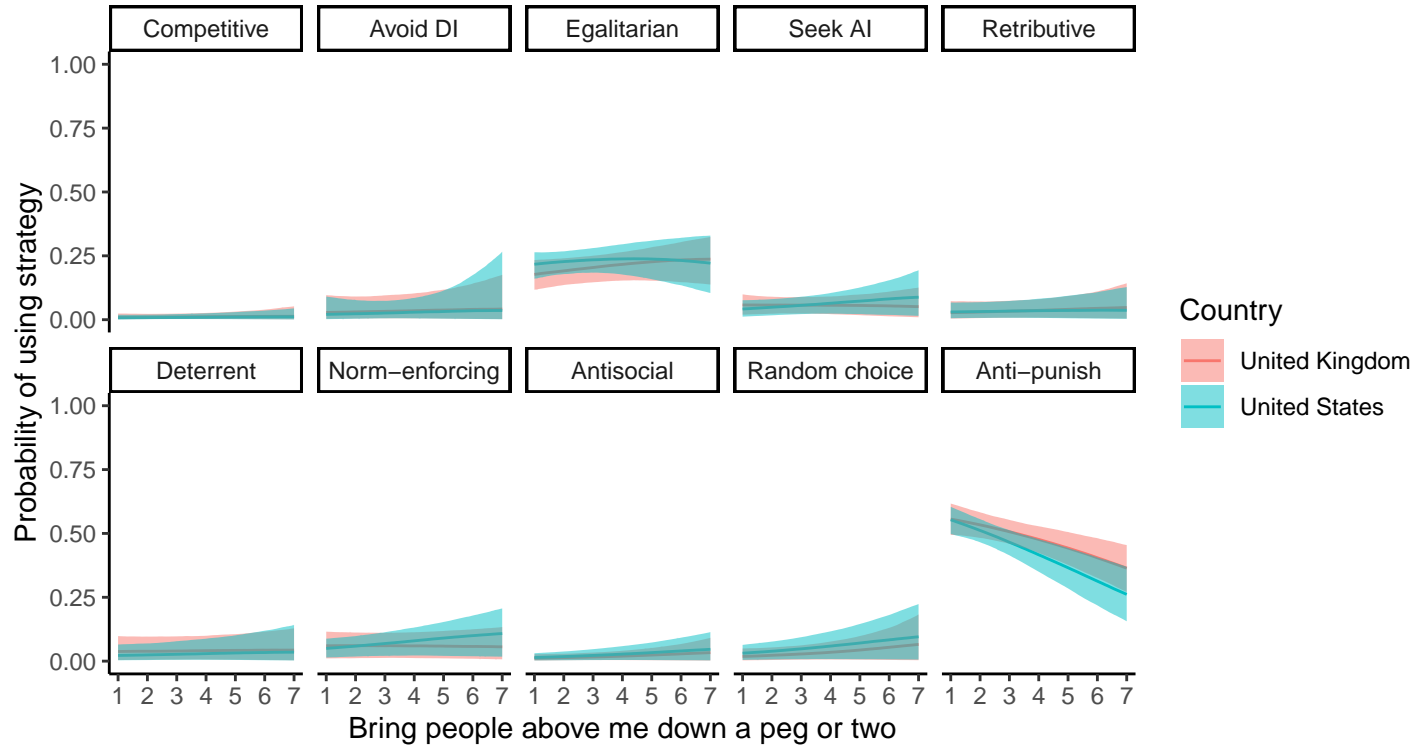 Competitive Avoid DI Egalitarian Seek AI Retributive
1.00
0.75
0.50
0.25
0.00
Deterrent Norm−enforcing Antisocial Random choice Anti−punish
1.00
0.75
0.50
0.25
0.00
1 2 3 4 5 6 7 1 2 3 4 5 6 7 1 2 3 4 5 6 7 1 2 3 4 5 6 7 1 2 3 4 5 6 7
Bring people above me down a peg or two
Probability of using strategy
Country
United Kingdom
United States